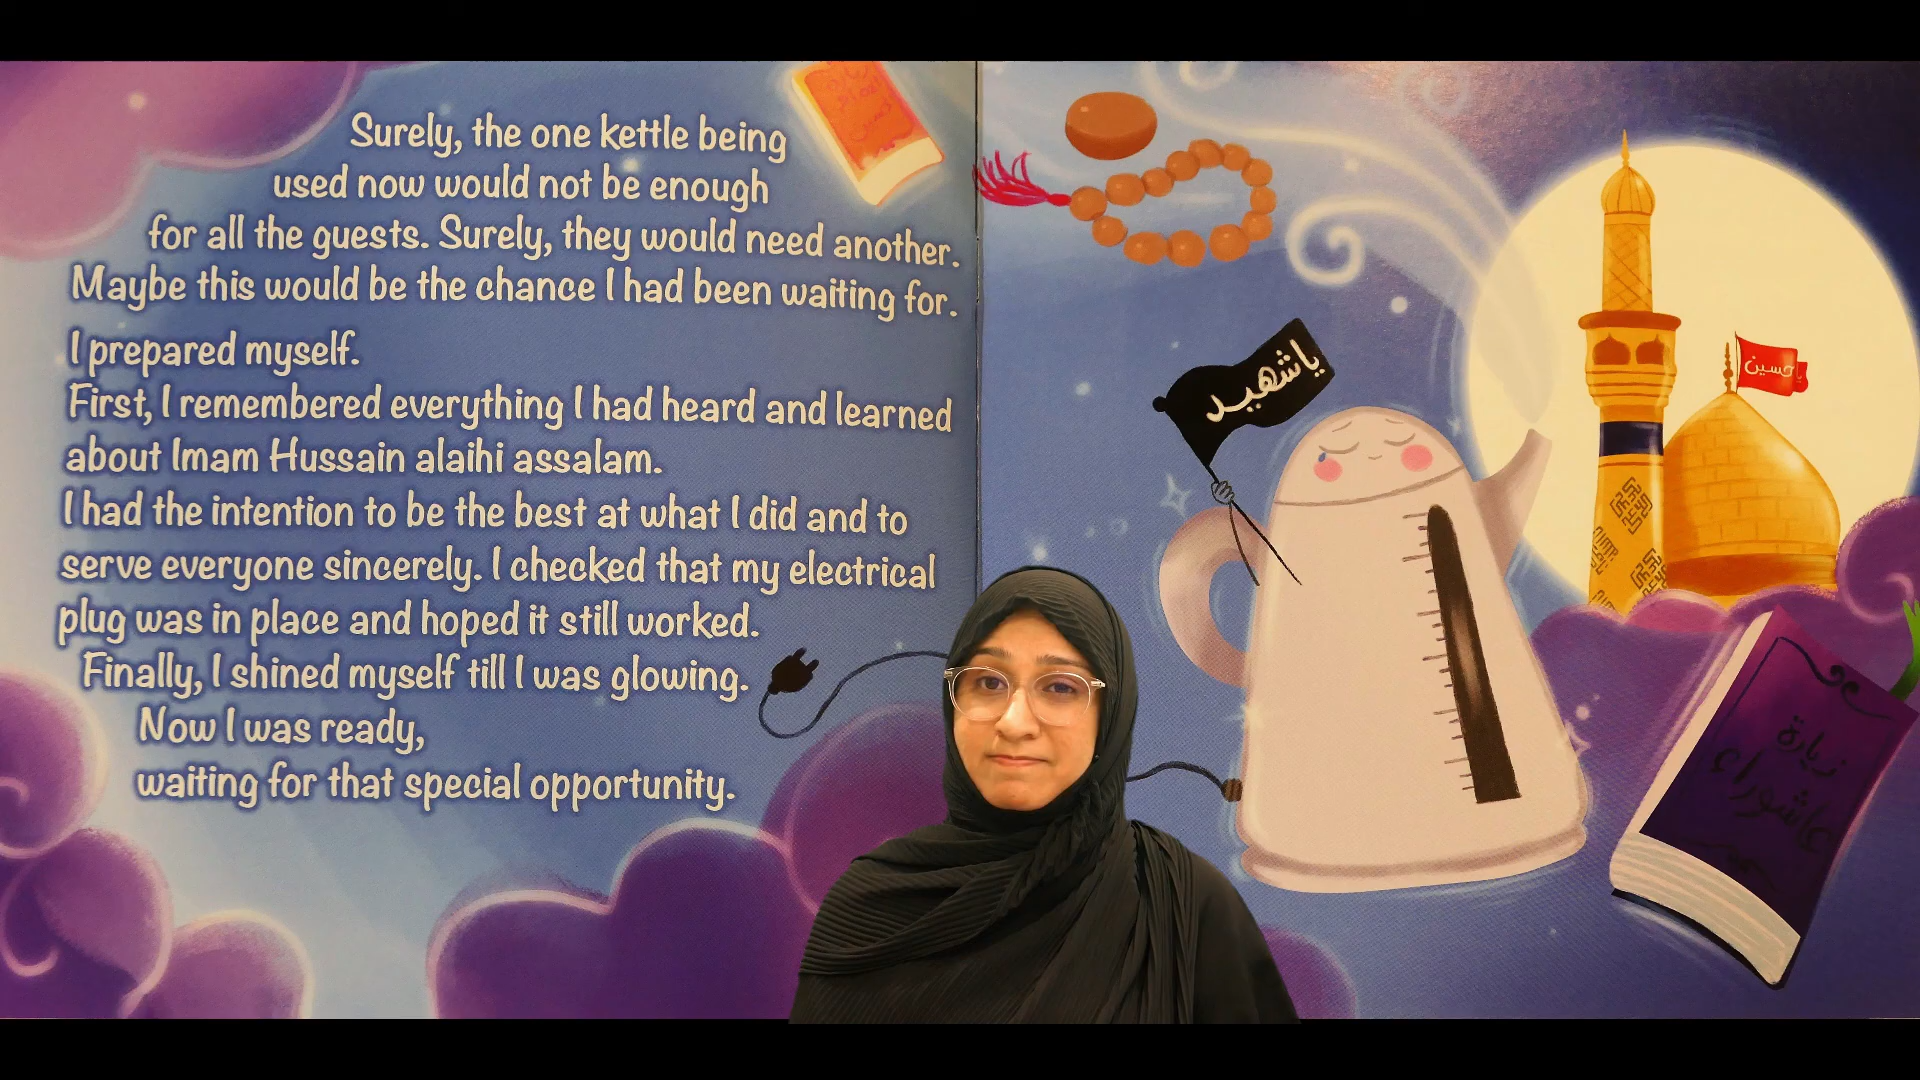 Surely, the one kettle being
used now would not be enough
for all the guests. Surely, they would need another.
Maybe this would be the chance I had been waiting for.
I prepared myself.
First, I remembered everything I had heard and learned
about Imam Hussain alaihi assalam.
I had the intention to be the best at what I did and to
serve everyone sincerely. I checked that my electrical
plug was in place and hoped it still worked.
Finally, I shined myself till I was glowing.
Now I was ready,
waiting for that special opportunity.
يا شهيد
يا حسين
زيارة
عاشوراء